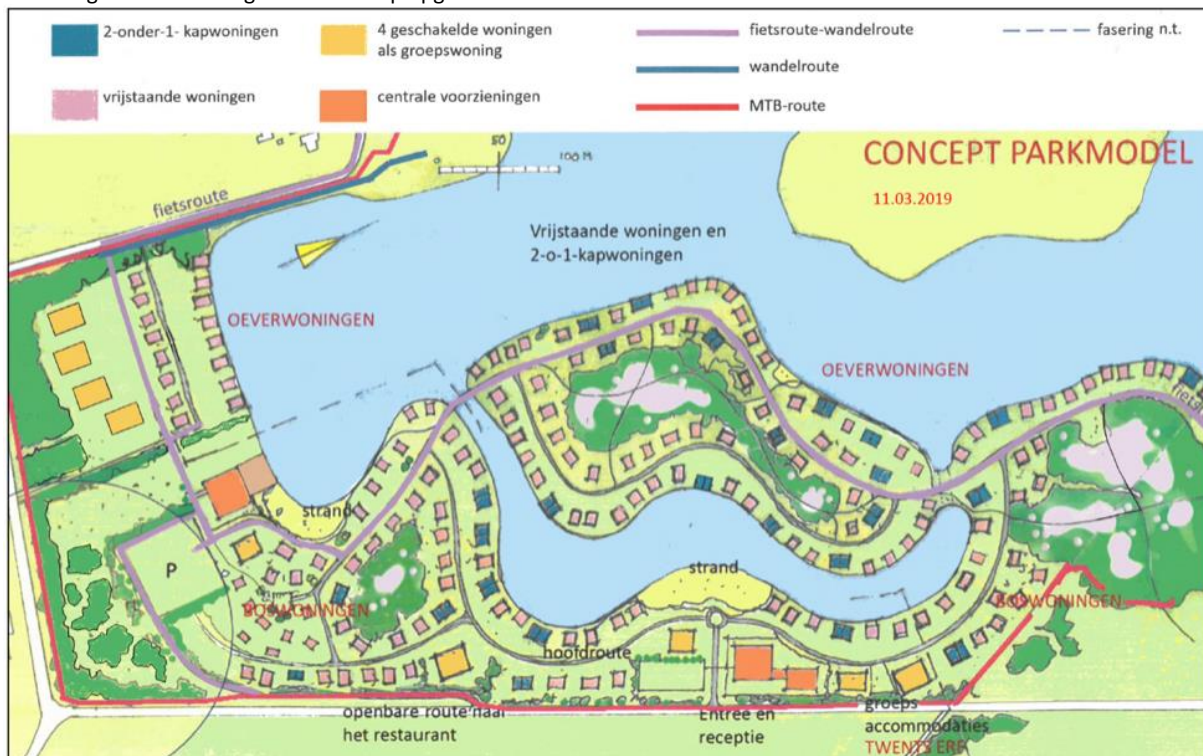 2-onder-1- kapwoningen
vrijstaande woningen
4 geschakelde woningen
als groepswoning
centrale voorzieningen
fietsroute-wandelroute
wandelroute
MTB-route
fasering n.t.
CONCEPT PARKMODEL
11.03.2019
0
50
100 M
fietsroute
Vrijstaande woningen en
2-o-1-kapwoningen
OEVERWONINGEN
OEVERWONINGEN
strand
P
BOSWONINGEN
strand
BOSWONINGEN
hoofdroute
openbare route naar
het restaurant
Entree en
receptie
groeps
accommodaties
TWENTS ERF